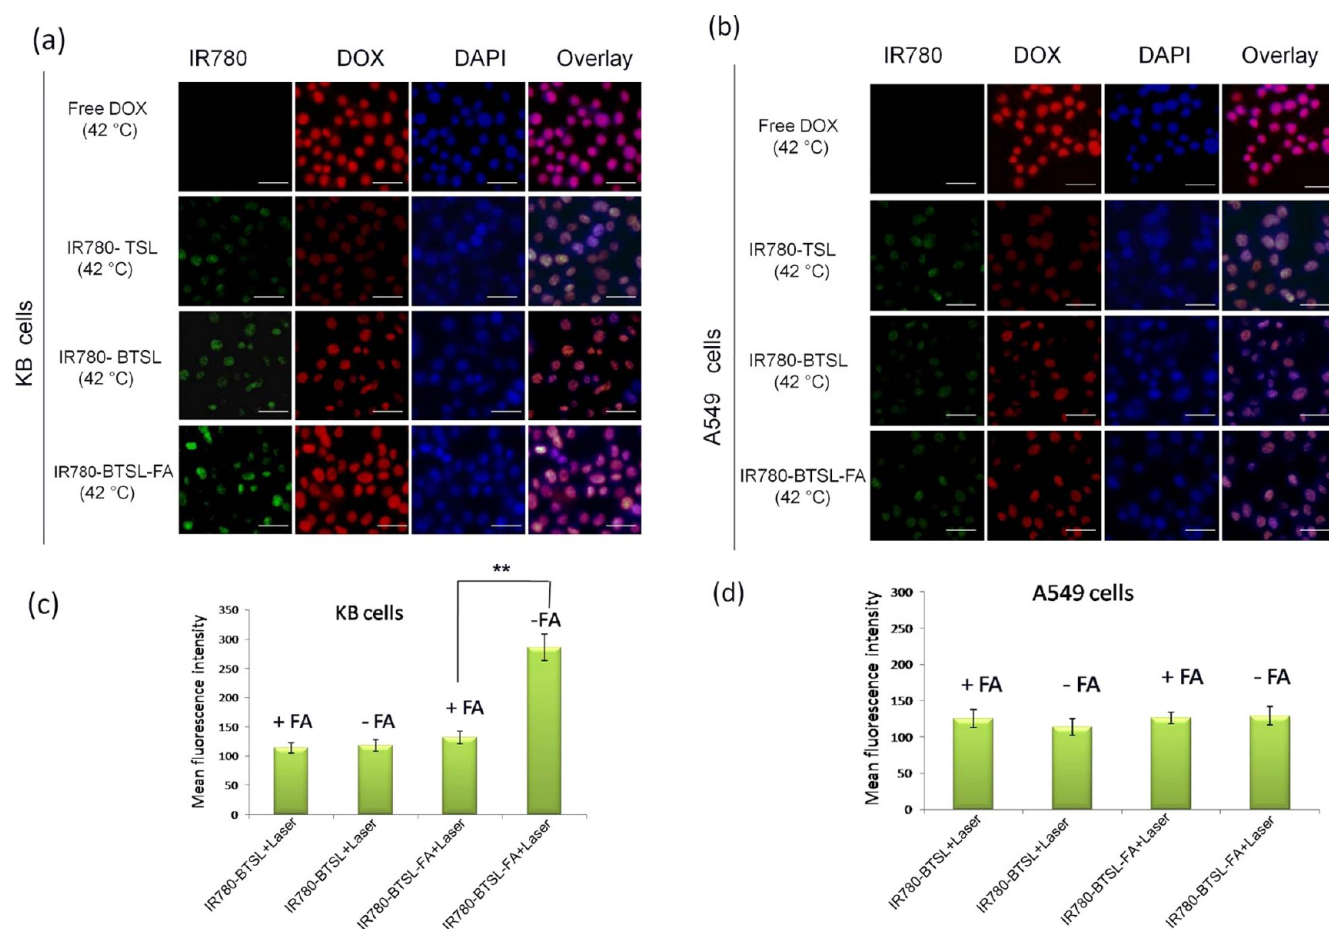 (a)
IR780 DOX DAPI Overlay
KB cells
Free DOX
(42 °C)
IR780- TSL
(42 °C)
IR780- BTSL
(42 °C)
IR780-BTSL-FA
(42 °C)
(b)
IR780 DOX DAPI Overlay
A549 cells
Free DOX
(42 °C)
IR780-TSL
(42 °C)
IR780-BTSL
(42 °C)
IR780-BTSL-FA
(42 °C)
(c)
KB cells
**
Mean fluorescence intensity
350
300
250
200
150
100
50
0
+ FA
- FA
+ FA
-FA
IR780-BTSL+Laser
IR780-BTSL+Laser
IR780-BTSL-FA+Laser
IR780-BTSL-FA+Laser
(d)
A549 cells
Mean fluorescence intensity
300
250
200
150
100
50
0
+ FA
- FA
+ FA
- FA
IR780-BTSL+Laser
IR780-BTSL+Laser
IR780-BTSL-FA+Laser
IR780-BTSL-FA+Laser